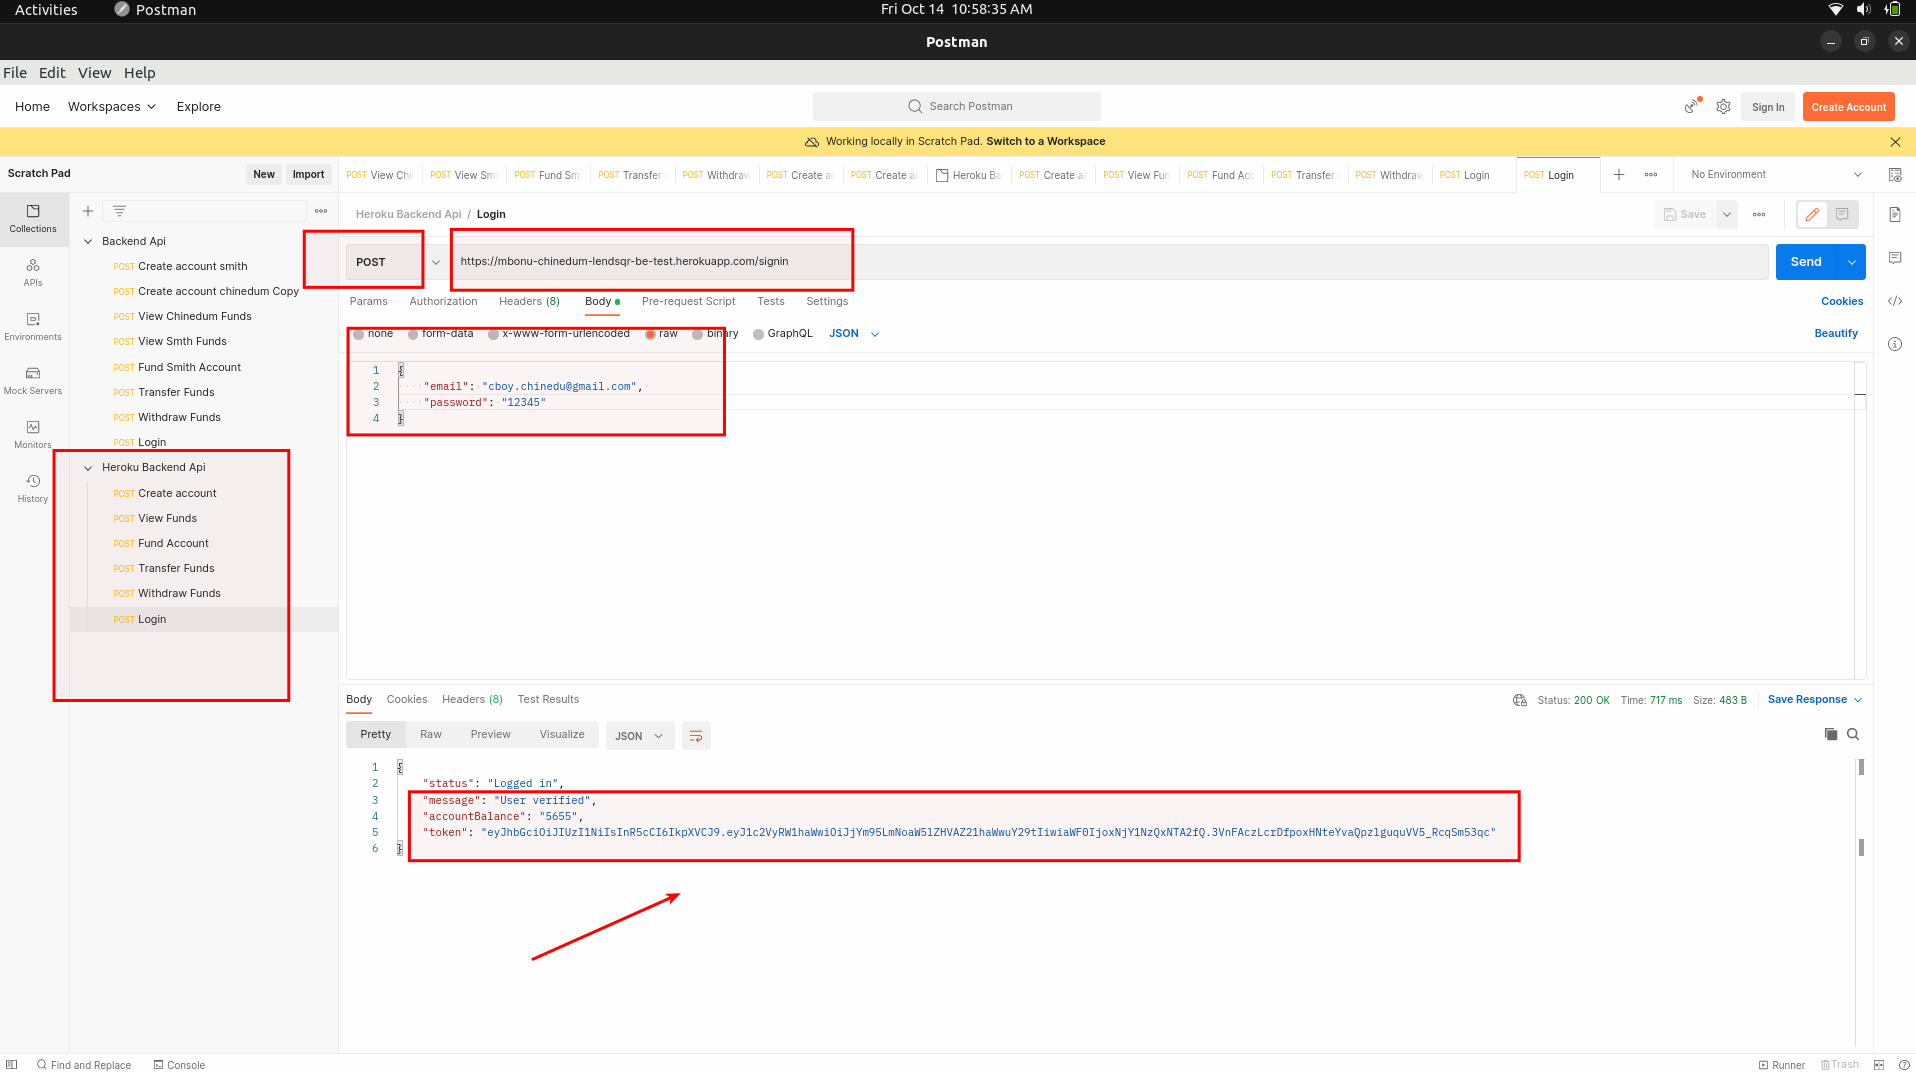 Activities Postman Fri Oct 14 10:58:35 AM
Postman
File Edit View Help
Home Workspaces Explore Search Postman Sign In Create Account
Working locally in Scratch Pad. Switch to a Workspace
Scratch Pad New Import
POST View Chi POST View Smt POST Fund Smi POST Transfer POST Withdraw POST Create ac POST Create ac Heroku Ba POST Create ac POST View Fun POST Fund Acc POST Transfer POST Withdraw POST Login POST Login No Environment
Collections
APIs
Environments
Mock Servers
Monitors
History
Backend Api
POST Create account smith
POST Create account chinedum Copy
POST View Chinedum Funds
POST View Smth Funds
POST Fund Smith Account
POST Transfer Funds
POST Withdraw Funds
POST Login
Heroku Backend Api
POST Create account
POST View Funds
POST Fund Account
POST Transfer Funds
POST Withdraw Funds
POST Login
Heroku Backend Api / Login Save
POST https://mbonu-chinedum-lendsqr-be-test.herokuapp.com/signin Send
Params Authorization Headers (8) Body Pre-request Script Tests Settings Cookies
none form-data x-www-form-urlencoded raw binary GraphQL JSON Beautify
1 {
2 "email": "cboy.chinedu@gmail.com",
3 "password": "12345"
4 }
Body Cookies Headers (8) Test Results Status: 200 OK Time: 717 ms Size: 483 B Save Response
Pretty Raw Preview Visualize JSON
1 {
2 "status": "Logged in",
3 "message": "User verified",
4 "accountBalance": "5655",
5 "token": "eyJhbGciOiJIUzI1NiIsInR5cCI6IkpXVCJ9.eyJ1c2VyRW1haWwiOiJjYm95LmNoaW5lZHVAZ21haWwuY29tIiwiaWF0IjoxNjY1NzQxNTA2fQ.3VnFAczLcrDfpoxHNteYvaQpzlguquVV5_RcqSm53qc"
6 }
Find and Replace Console Runner Trash